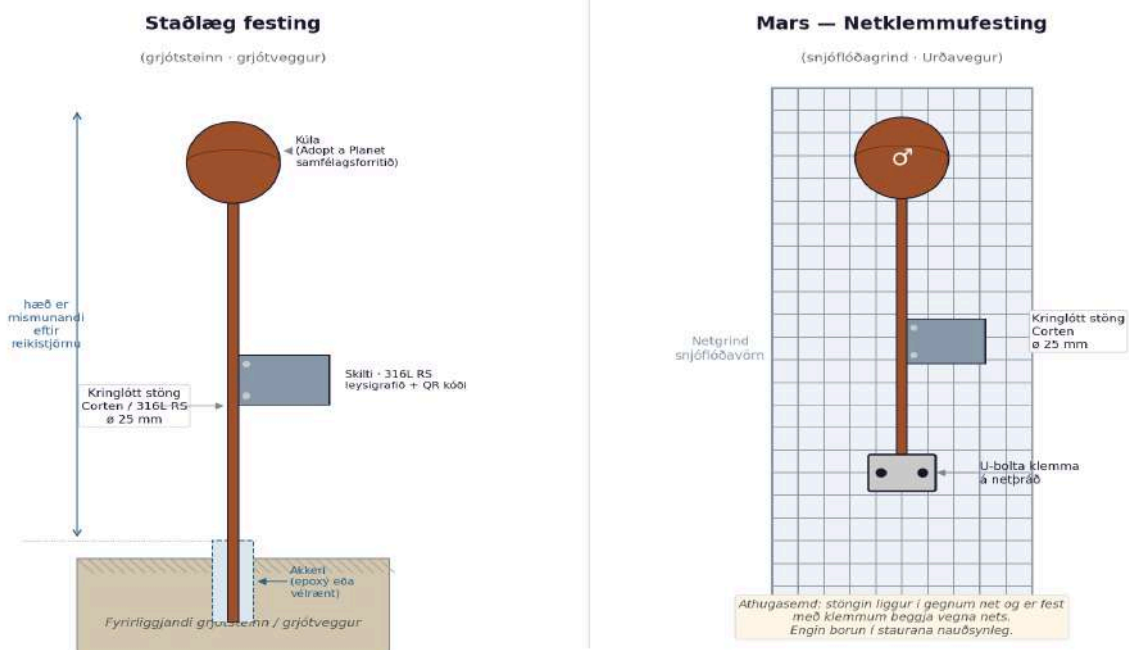 Staðlæg festing
(grjótsteinn · grjótveggur)
Kúla
(Adopt a Planet
samfélagsforritið)
hæð er
mismunandi
eftir
reikistjörnu
Skilti · 316L RS
leysigrafið + QR kóði
Kringlótt stöng
Corten / 316L RS
ø 25 mm
Akkeri
(epoxý eða
vélrænt)
Fyrirliggjandi grjótsteinn / grjótveggur
Mars — Netklemmufesting
(snjóflóðagrind · Urðavegur)
♂
Kringlótt stöng
Corten
ø 25 mm
Netgrind
snjóflóðavörn
U-bolta klemma
á netþráð
Athugasemd: stöngin liggur í gegnum net og er fest
með klemmum beggja vegna nets.
Engin borun í staurana nauðsynleg.